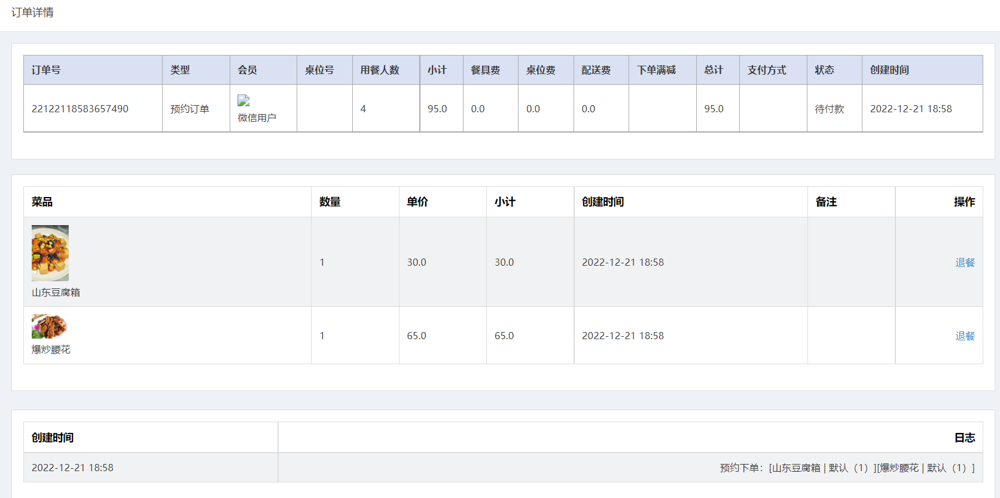 订单详情
订单号 类型 会员 桌位号 用餐人数 小计 餐具费 桌位费 配送费 下单满减 总计 支付方式 状态 创建时间
22122118583657490 预约订单 微信用户 4 95.0 0.0 0.0 0.0 95.0 待付款 2022-12-21 18:58
菜品 数量 单价 小计 创建时间 备注 操作
山东豆腐箱 1 30.0 30.0 2022-12-21 18:58 退餐
爆炒腰花 1 65.0 65.0 2022-12-21 18:58 退餐
创建时间 日志
2022-12-21 18:58 预约下单：[山东豆腐箱 | 默认（1）][爆炒腰花 | 默认（1）]